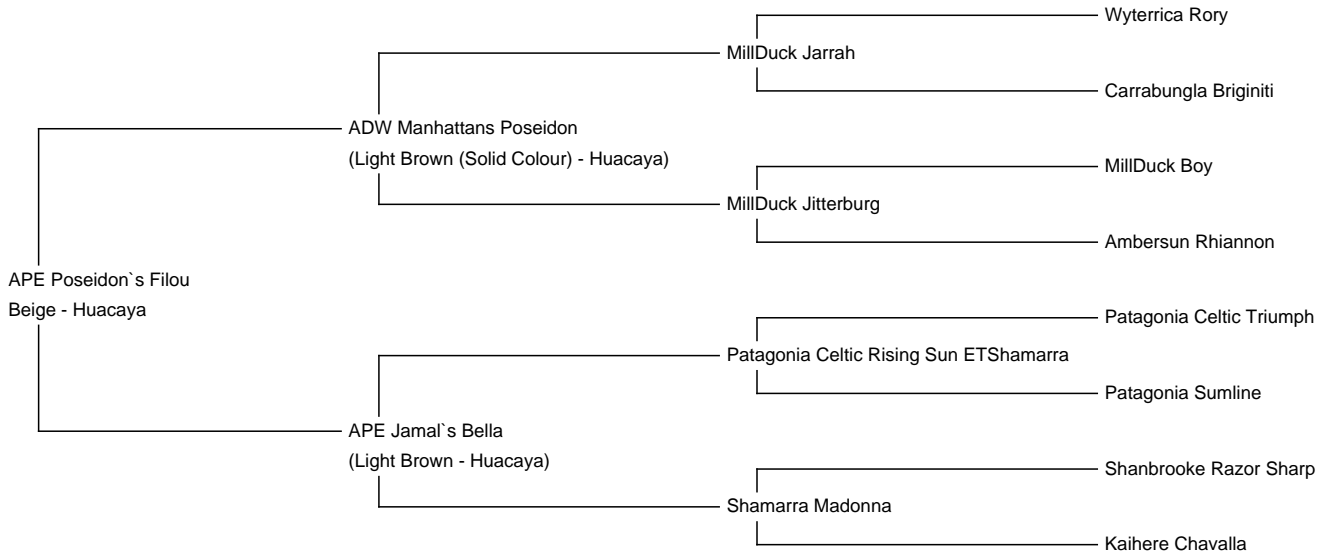 Wyterrica Rory
MillDuck Jarrah
Carrabungla Briginiti
ADW Manhattans Poseidon
(Light Brown (Solid Colour) - Huacaya)
MillDuck Boy
MillDuck Jitterburg
Ambersun Rhiannon
APE Poseidon`s Filou
Beige - Huacaya
Patagonia Celtic Triumph
Patagonia Celtic Rising Sun ETShamarra
Patagonia Sumline
APE Jamal`s Bella
(Light Brown - Huacaya)
Shanbrooke Razor Sharp
Shamarra Madonna
Kaihere Chavalla